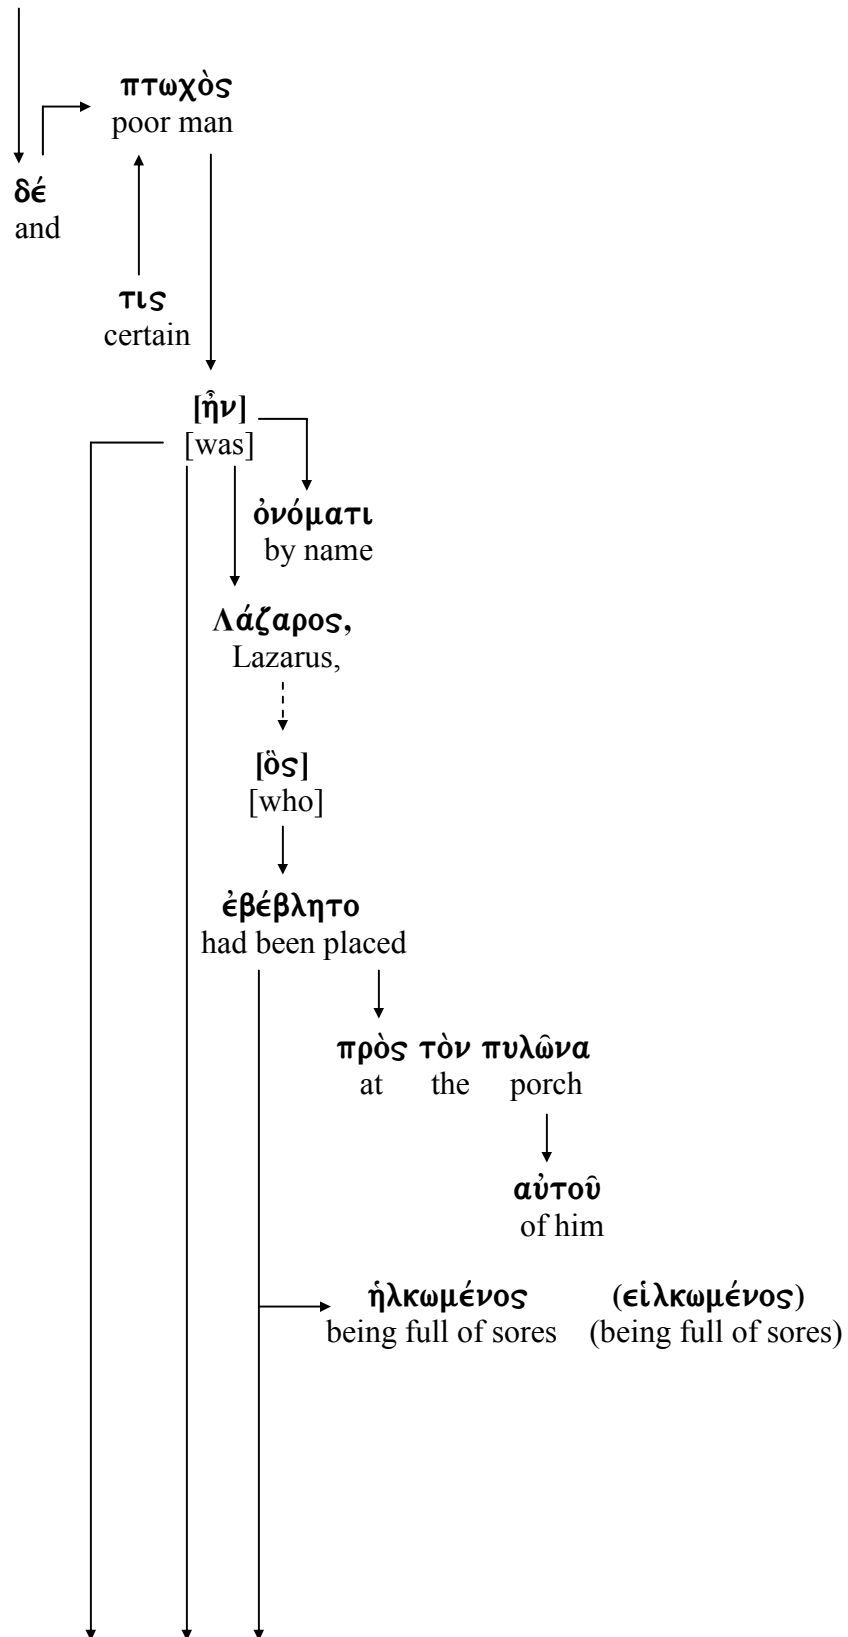 πτωχὸς
poor man
δέ
and
τις
certain
[ἦν]
[was]
ὀνόματι
by name
Λάζαρος,
Lazarus,
[ὃς]
[who]
ἐβέβλητο
had been placed
πρὸς τὸν πυλῶνα
at the porch
αὐτοῦ
of him
ἡλκωμένος (εἱλκωμένος)
being full of sores (being full of sores)